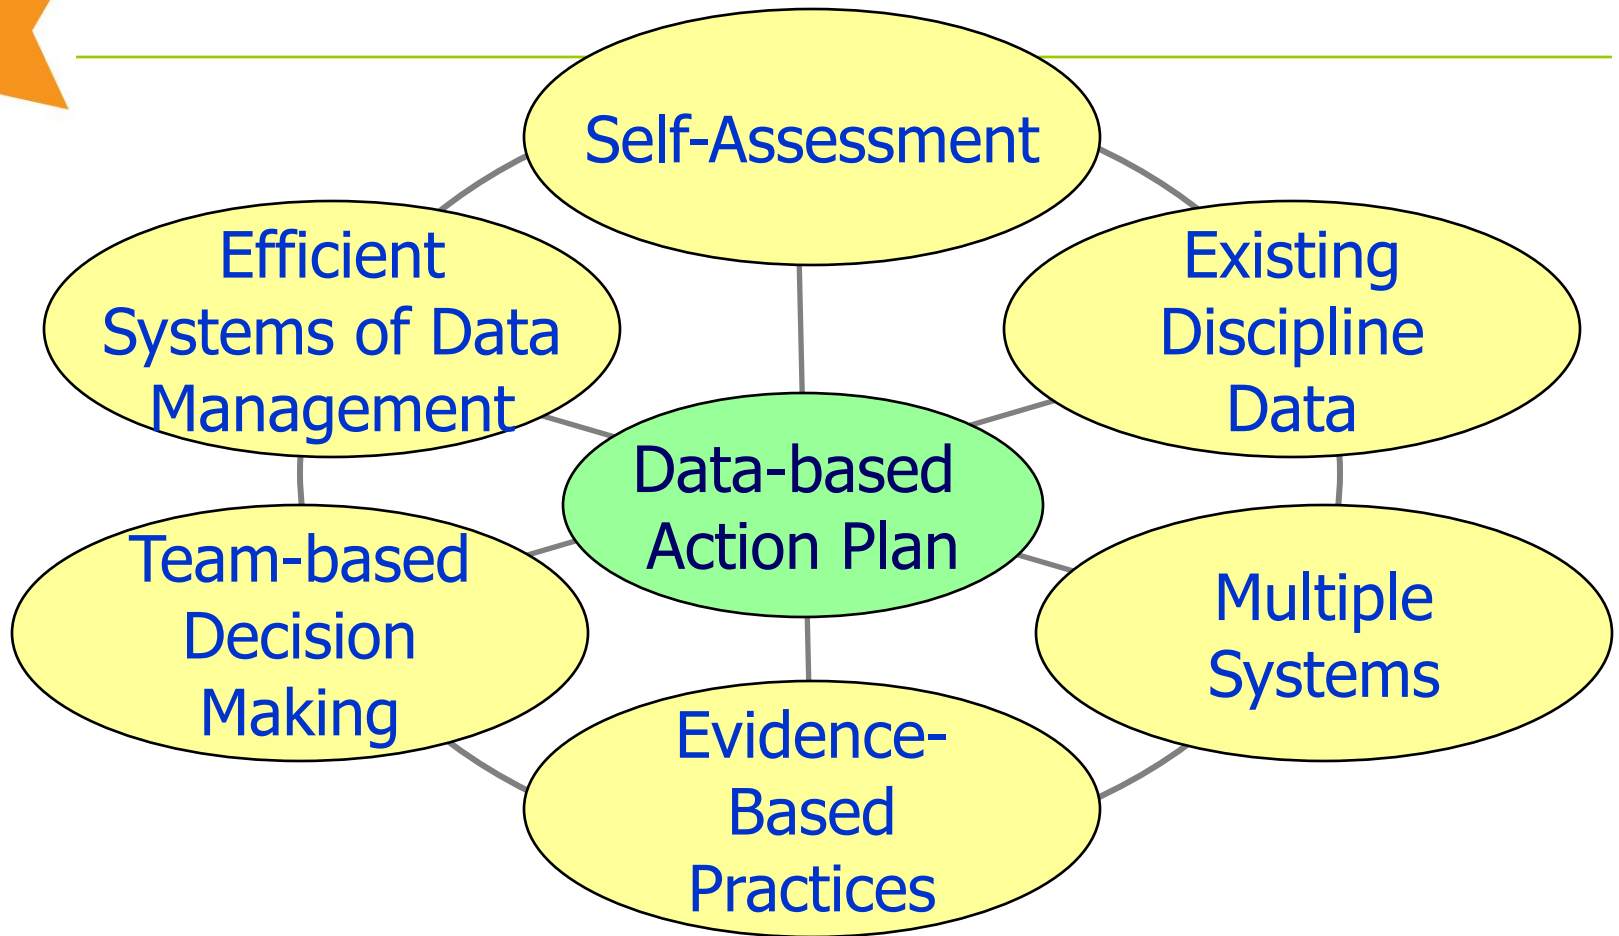 Self-Assessment
Efficient
Systems of Data
Management
Existing
Discipline
Data
Data-based
Action Plan
Team-based
Decision
Making
Multiple
Systems
Evidence-
Based
Practices